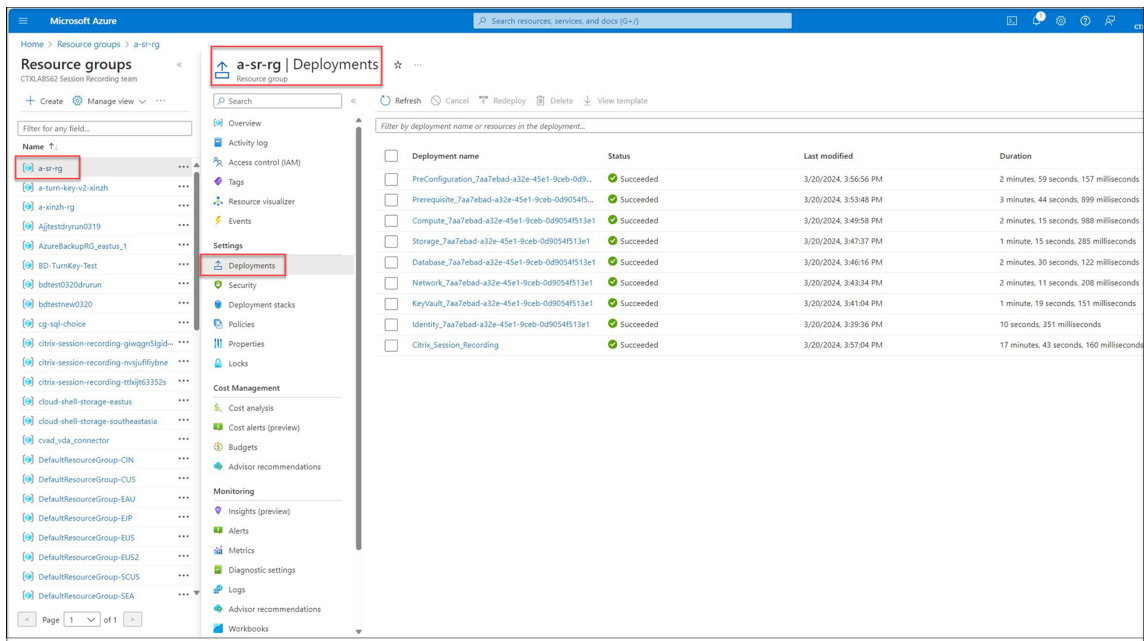 Microsoft Azure
Search resources, services, and docs (G+/)
1
Home > Resource groups > a-sr-rg
Resource groups
CTXLABS62 Session Recording team
Create Manage view
Filter for any field...
Name
a-sr-rg
a-turn-key-v2-xinzh
a-xinzh-rg
Ajjtestdryrun0319
AzureBackupRG_eastus_1
BD-TurnKey-Test
bdtest0320drurun
bdtestnew0320
cg-sql-choice
citrix-session-recording-giwqgn5lgid···
citrix-session-recording-nvsjufifiybne
citrix-session-recording-ttlxijt63352s
cloud-shell-storage-eastus
cloud-shell-storage-southeastasia
cvad_vda_connector
DefaultResourceGroup-CIN
DefaultResourceGroup-CUS
DefaultResourceGroup-EAU
DefaultResourceGroup-EJP
DefaultResourceGroup-EUS
DefaultResourceGroup-EUS2
DefaultResourceGroup-SCUS
DefaultResourceGroup-SEA
< Page 1 of 1 >
a-sr-rg | Deployments
Resource group
Search
Overview
Activity log
Access control (IAM)
Tags
Resource visualizer
Events
Settings
Deployments
Security
Deployment stacks
Policies
Properties
Locks
Cost Management
Cost analysis
Cost alerts (preview)
Budgets
Advisor recommendations
Monitoring
Insights (preview)
Alerts
Metrics
Diagnostic settings
Logs
Advisor recommendations
Workbooks
Refresh Cancel Redeploy Delete View template
Filter by deployment name or resources in the deployment...
Deployment name Status Last modified Duration
PreConfiguration_7aa7ebad-a32e-45e1-9ceb-0d9... Succeeded 3/20/2024, 3:56:56 PM 2 minutes, 59 seconds, 157 milliseconds
Prerequisite_7aa7ebad-a32e-45e1-9ceb-0d9054f5... Succeeded 3/20/2024, 3:53:48 PM 3 minutes, 44 seconds, 899 milliseconds
Compute_7aa7ebad-a32e-45e1-9ceb-0d9054f513e1 Succeeded 3/20/2024, 3:49:58 PM 2 minutes, 15 seconds, 988 milliseconds
Storage_7aa7ebad-a32e-45e1-9ceb-0d9054f513e1 Succeeded 3/20/2024, 3:47:37 PM 1 minute, 15 seconds, 285 milliseconds
Database_7aa7ebad-a32e-45e1-9ceb-0d9054f513e1 Succeeded 3/20/2024, 3:46:16 PM 2 minutes, 30 seconds, 122 milliseconds
Network_7aa7ebad-a32e-45e1-9ceb-0d9054f513e1 Succeeded 3/20/2024, 3:43:34 PM 2 minutes, 11 seconds, 208 milliseconds
KeyVault_7aa7ebad-a32e-45e1-9ceb-0d9054f513e1 Succeeded 3/20/2024, 3:41:04 PM 1 minute, 19 seconds, 151 milliseconds
Identity_7aa7ebad-a32e-45e1-9ceb-0d9054f513e1 Succeeded 3/20/2024, 3:39:36 PM 10 seconds, 351 milliseconds
Citrix_Session_Recording Succeeded 3/20/2024, 3:57:04 PM 17 minutes, 43 seconds, 160 milliseconds